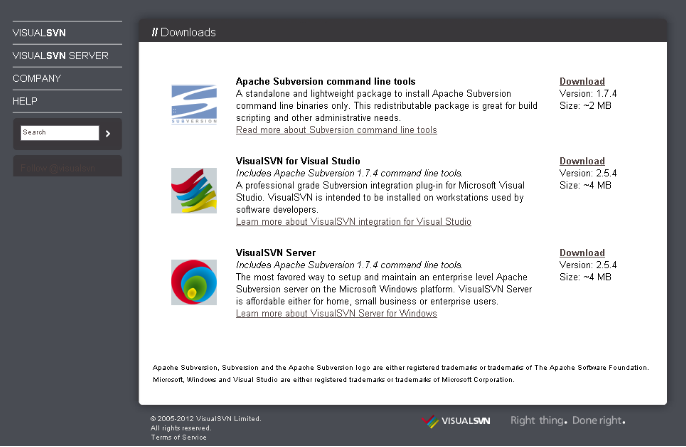 VISUALSVN
VISUALSVN SERVER
COMPANY
HELP
Search
// Downloads
SUBVERSION
Apache Subversion command line tools
A standalone and lightweight package to install Apache Subversion
command line binaries only. This redistributable package is great for build
scripting and other administrative needs.
Read more about Subversion command line tools
Download
Version: 1.7.4
Size: ~2 MB
VisualSVN for Visual Studio
Includes Apache Subversion 1.7.4 command line tools.
A professional grade Subversion integration plug-in for Microsoft Visual
Studio. VisualSVN is intended to be installed on workstations used by
software developers.
Learn more about VisualSVN integration for Visual Studio
Download
Version: 2.5.4
Size: ~4 MB
VisualSVN Server
Includes Apache Subversion 1.7.4 command line tools.
The most favored way to setup and maintain an enterprise level Apache
Subversion server on the Microsoft Windows platform. VisualSVN Server
is affordable either for home, small business or enterprise users.
Learn more about VisualSVN Server for Windows
Download
Version: 2.5.4
Size: ~4 MB
Apache Subversion, Subversion and the Apache Subversion logo are either registered trademarks or trademarks of The Apache Software Foundation.
Microsoft, Windows and Visual Studio are either registered trademarks or trademarks of Microsoft Corporation.
© 2005-2012 VisualSVN Limited.
All rights reserved.
Terms of Service
VISUALSVN
Right thing. Done right.